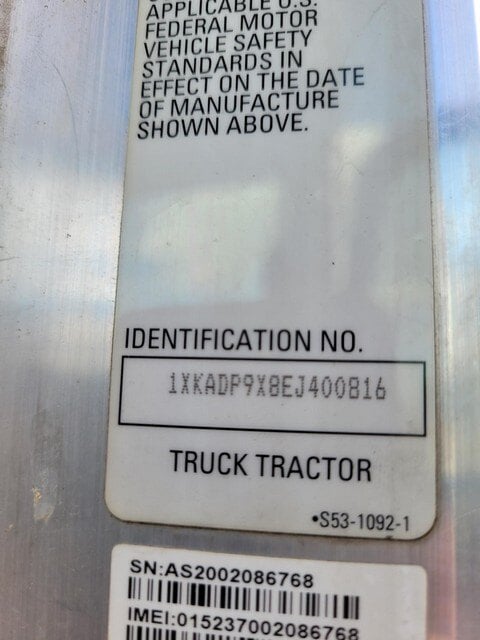 APPLICABLE U.S.
FEDERAL MOTOR
VEHICLE SAFETY
STANDARDS IN
EFFECT ON THE DATE
OF MANUFACTURE
SHOWN ABOVE.
IDENTIFICATION NO.
1XKADP9X8EJ400816
TRUCK TRACTOR
•S53-1092-1
SN:AS2002086768
IMEI:015237002086768